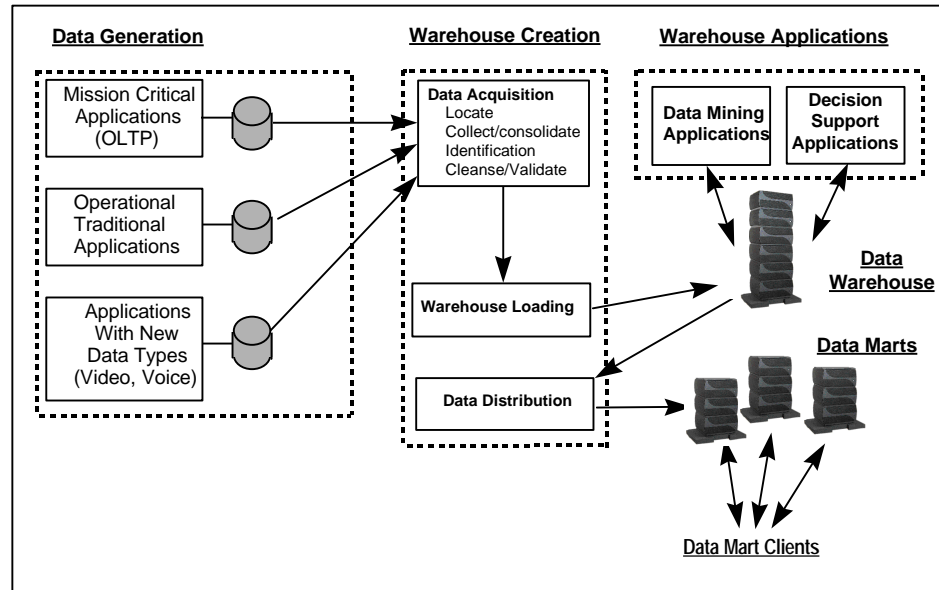 Data Generation
Mission Critical
Applications
(OLTP)
Operational
Traditional
Applications
Applications
With New
Data Types
(Video, Voice)
Warehouse Creation
Data Acquisition
Locate
Collect/consolidate
Identification
Cleanse/Validate
Warehouse Loading
Data Distribution
Warehouse Applications
Data Mining
Applications
Decision
Support
Applications
Data
Warehouse
Data Marts
Data Mart Clients